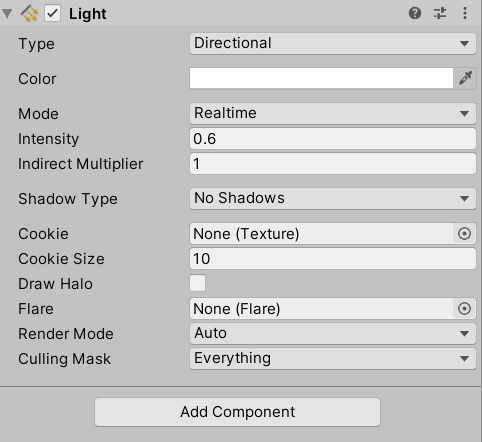 Light
Type Directional
Color
Mode Realtime
Intensity 0.6
Indirect Multiplier 1
Shadow Type No Shadows
Cookie None (Texture)
Cookie Size 10
Draw Halo
Flare None (Flare)
Render Mode Auto
Culling Mask Everything
Add Component